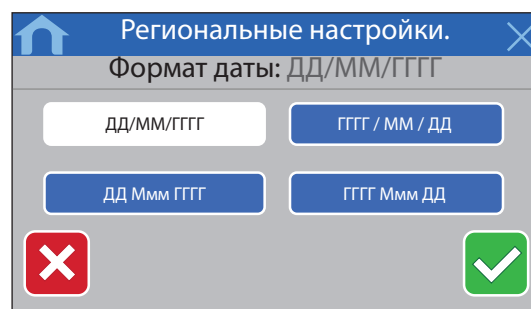 Региональные настройки.
Формат даты: ДД/ММ/ГГГГ
ДД/ММ/ГГГГ
ГГГГ / ММ / ДД
ДД Ммм ГГГГ
ГГГГ Ммм ДД